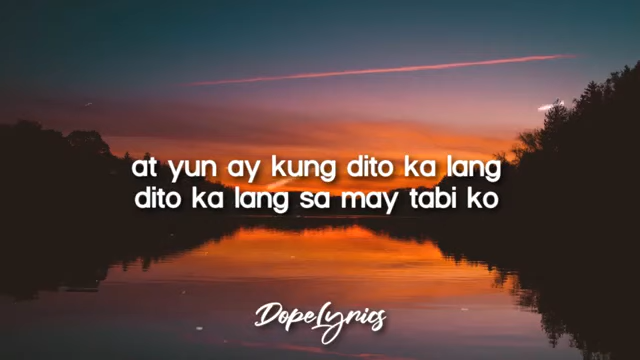 at yun ay kung dito ka lang
dito ka lang sa may tabi ko
DopeLyrics